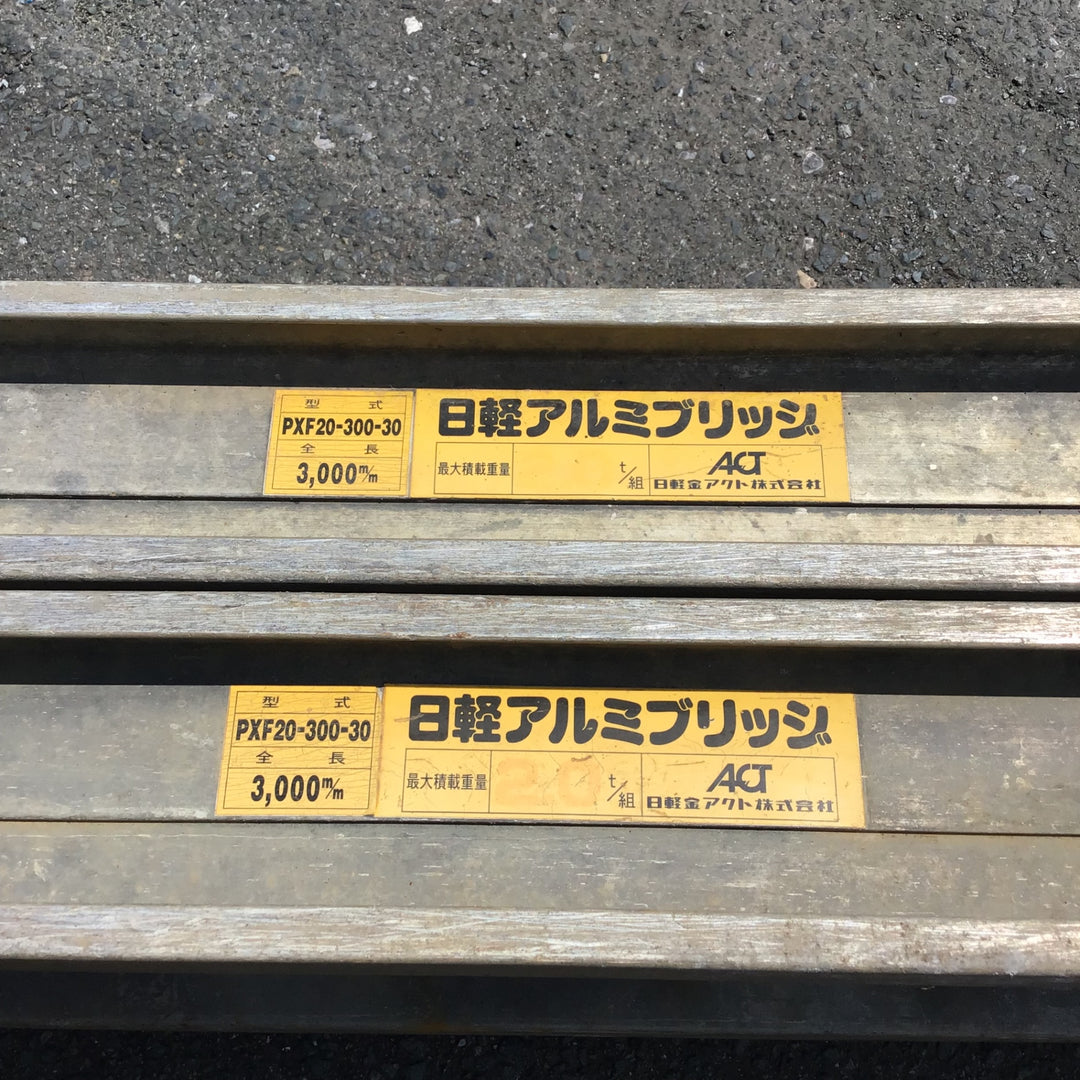 型 式
PXF20-300-30
全 長
3,000m/m
日軽アルミブリッジ
最大積載重量 t/組
ACT
日軽金アクト株式会社
型 式
PXF20-300-30
全 長
3,000m/m
日軽アルミブリッジ
最大積載重量 2.0 t/組
ACT
日軽金アクト株式会社